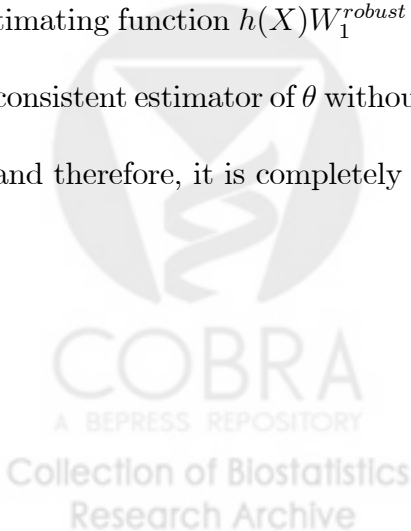 timating function h(X)W_1^{robust}
consistent estimator of θ without
and therefore, it is completely
COBRA
A BEPRESS REPOSITORY
Collection of Biostatistics
Research Archive